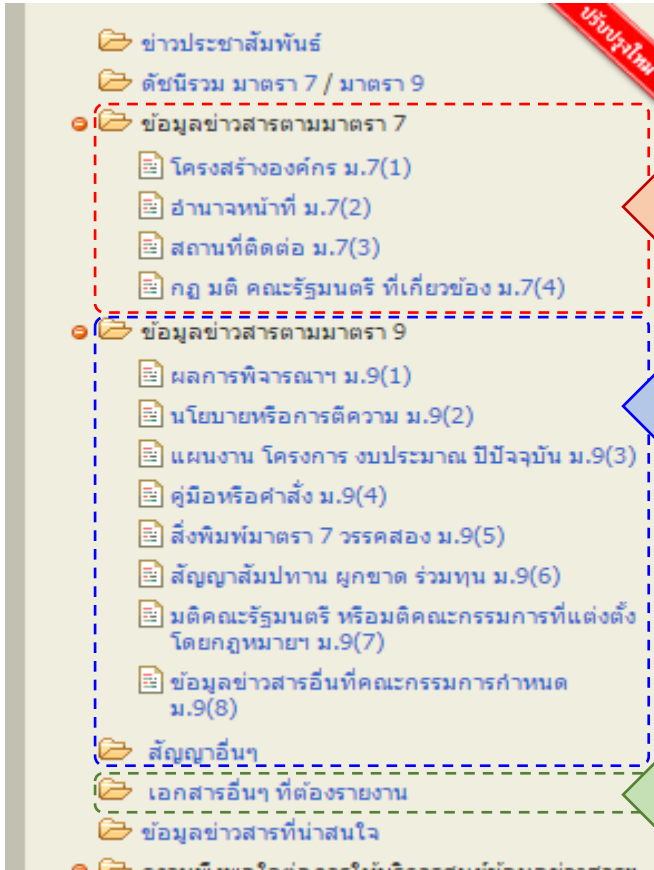 ปรับปรุงใหม่
ข่าวประชาสัมพันธ์
ดัชนีรวม มาตรา 7 / มาตรา 9
ข้อมูลข่าวสารตามมาตรา 7
โครงสร้างองค์กร ม.7(1)
อำนาจหน้าที่ ม.7(2)
สถานที่ติดต่อ ม.7(3)
กฎ มติ คณะรัฐมนตรี ที่เกี่ยวข้อง ม.7(4)
ข้อมูลข่าวสารตามมาตรา 9
ผลการพิจารณาฯ ม.9(1)
นโยบายหรือการตีความ ม.9(2)
แผนงาน โครงการ งบประมาณ ปีปัจจุบัน ม.9(3)
คู่มือหรือคำสั่ง ม.9(4)
สิ่งพิมพ์มาตรา 7 วรรคสอง ม.9(5)
สัญญาสัมปทาน ผูกขาด ร่วมทุน ม.9(6)
มติคณะรัฐมนตรี หรือมติคณะกรรมการที่แต่งตั้ง
โดยกฎหมายฯ ม.9(7)
ข้อมูลข่าวสารอื่นที่คณะกรรมการกำหนด
ม.9(8)
สัญญาอื่นๆ
เอกสารอื่นๆ ที่ต้องรายงาน
ข้อมูลข่าวสารที่น่าสนใจ